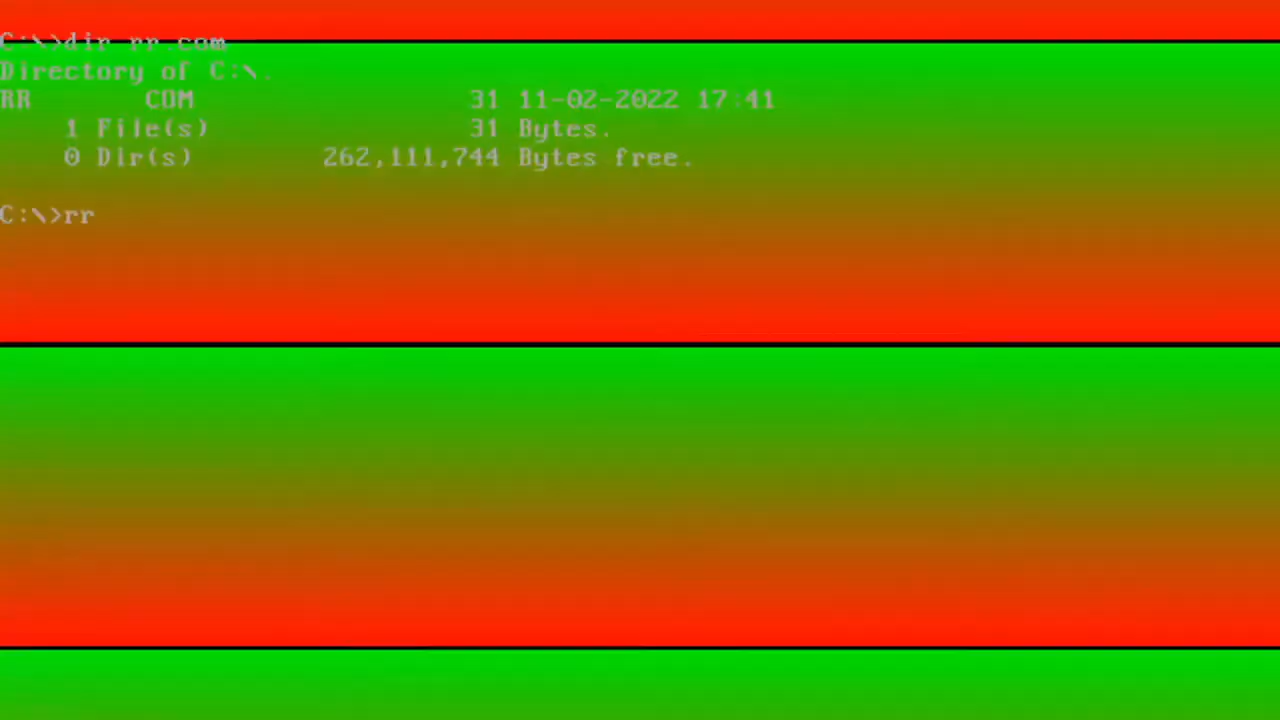 C:\>dir rr.com
Directory of C:\.
RR       COM                 31 11-02-2022 17:41
    1 File(s)                31 Bytes.
    0 Dir(s)        262,111,744 Bytes free.
C:\>rr